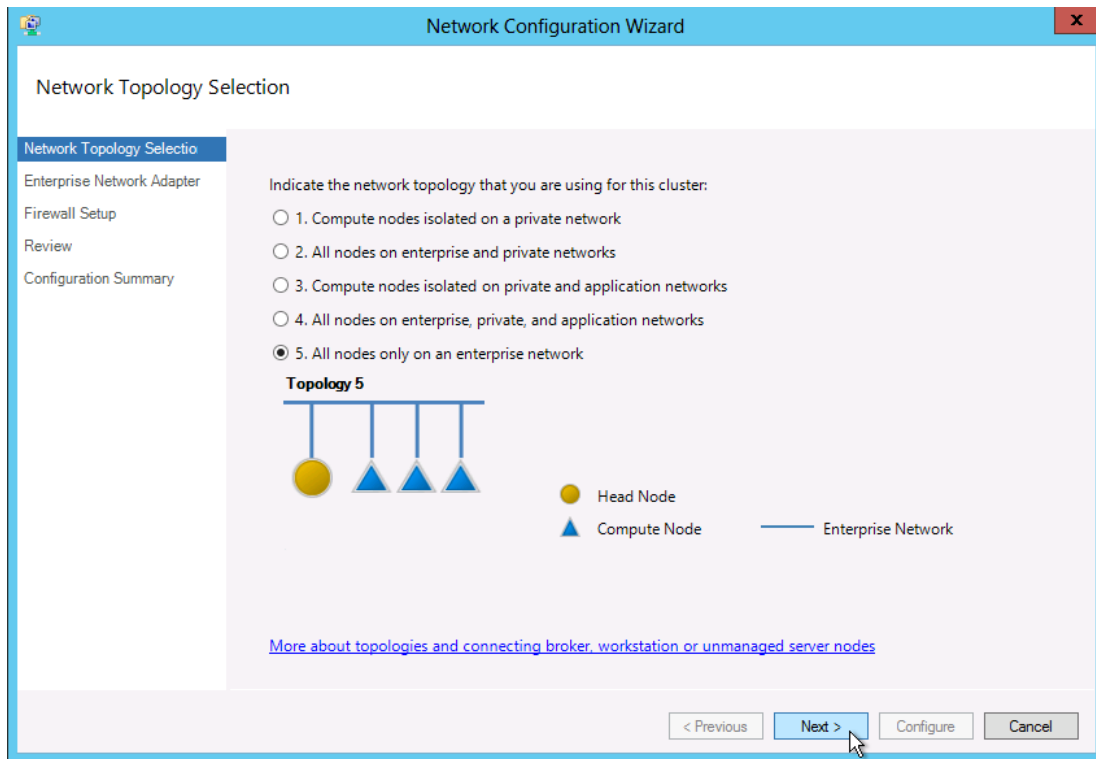 Network Configuration Wizard
x
Network Topology Selection
Network Topology Selectio
Enterprise Network Adapter
Firewall Setup
Review
Configuration Summary
Indicate the network topology that you are using for this cluster:
1. Compute nodes isolated on a private network
2. All nodes on enterprise and private networks
3. Compute nodes isolated on private and application networks
4. All nodes on enterprise, private, and application networks
5. All nodes only on an enterprise network
Topology 5
Head Node
Compute Node
Enterprise Network
More about topologies and connecting broker, workstation or unmanaged server nodes
< Previous
Next >
Configure
Cancel